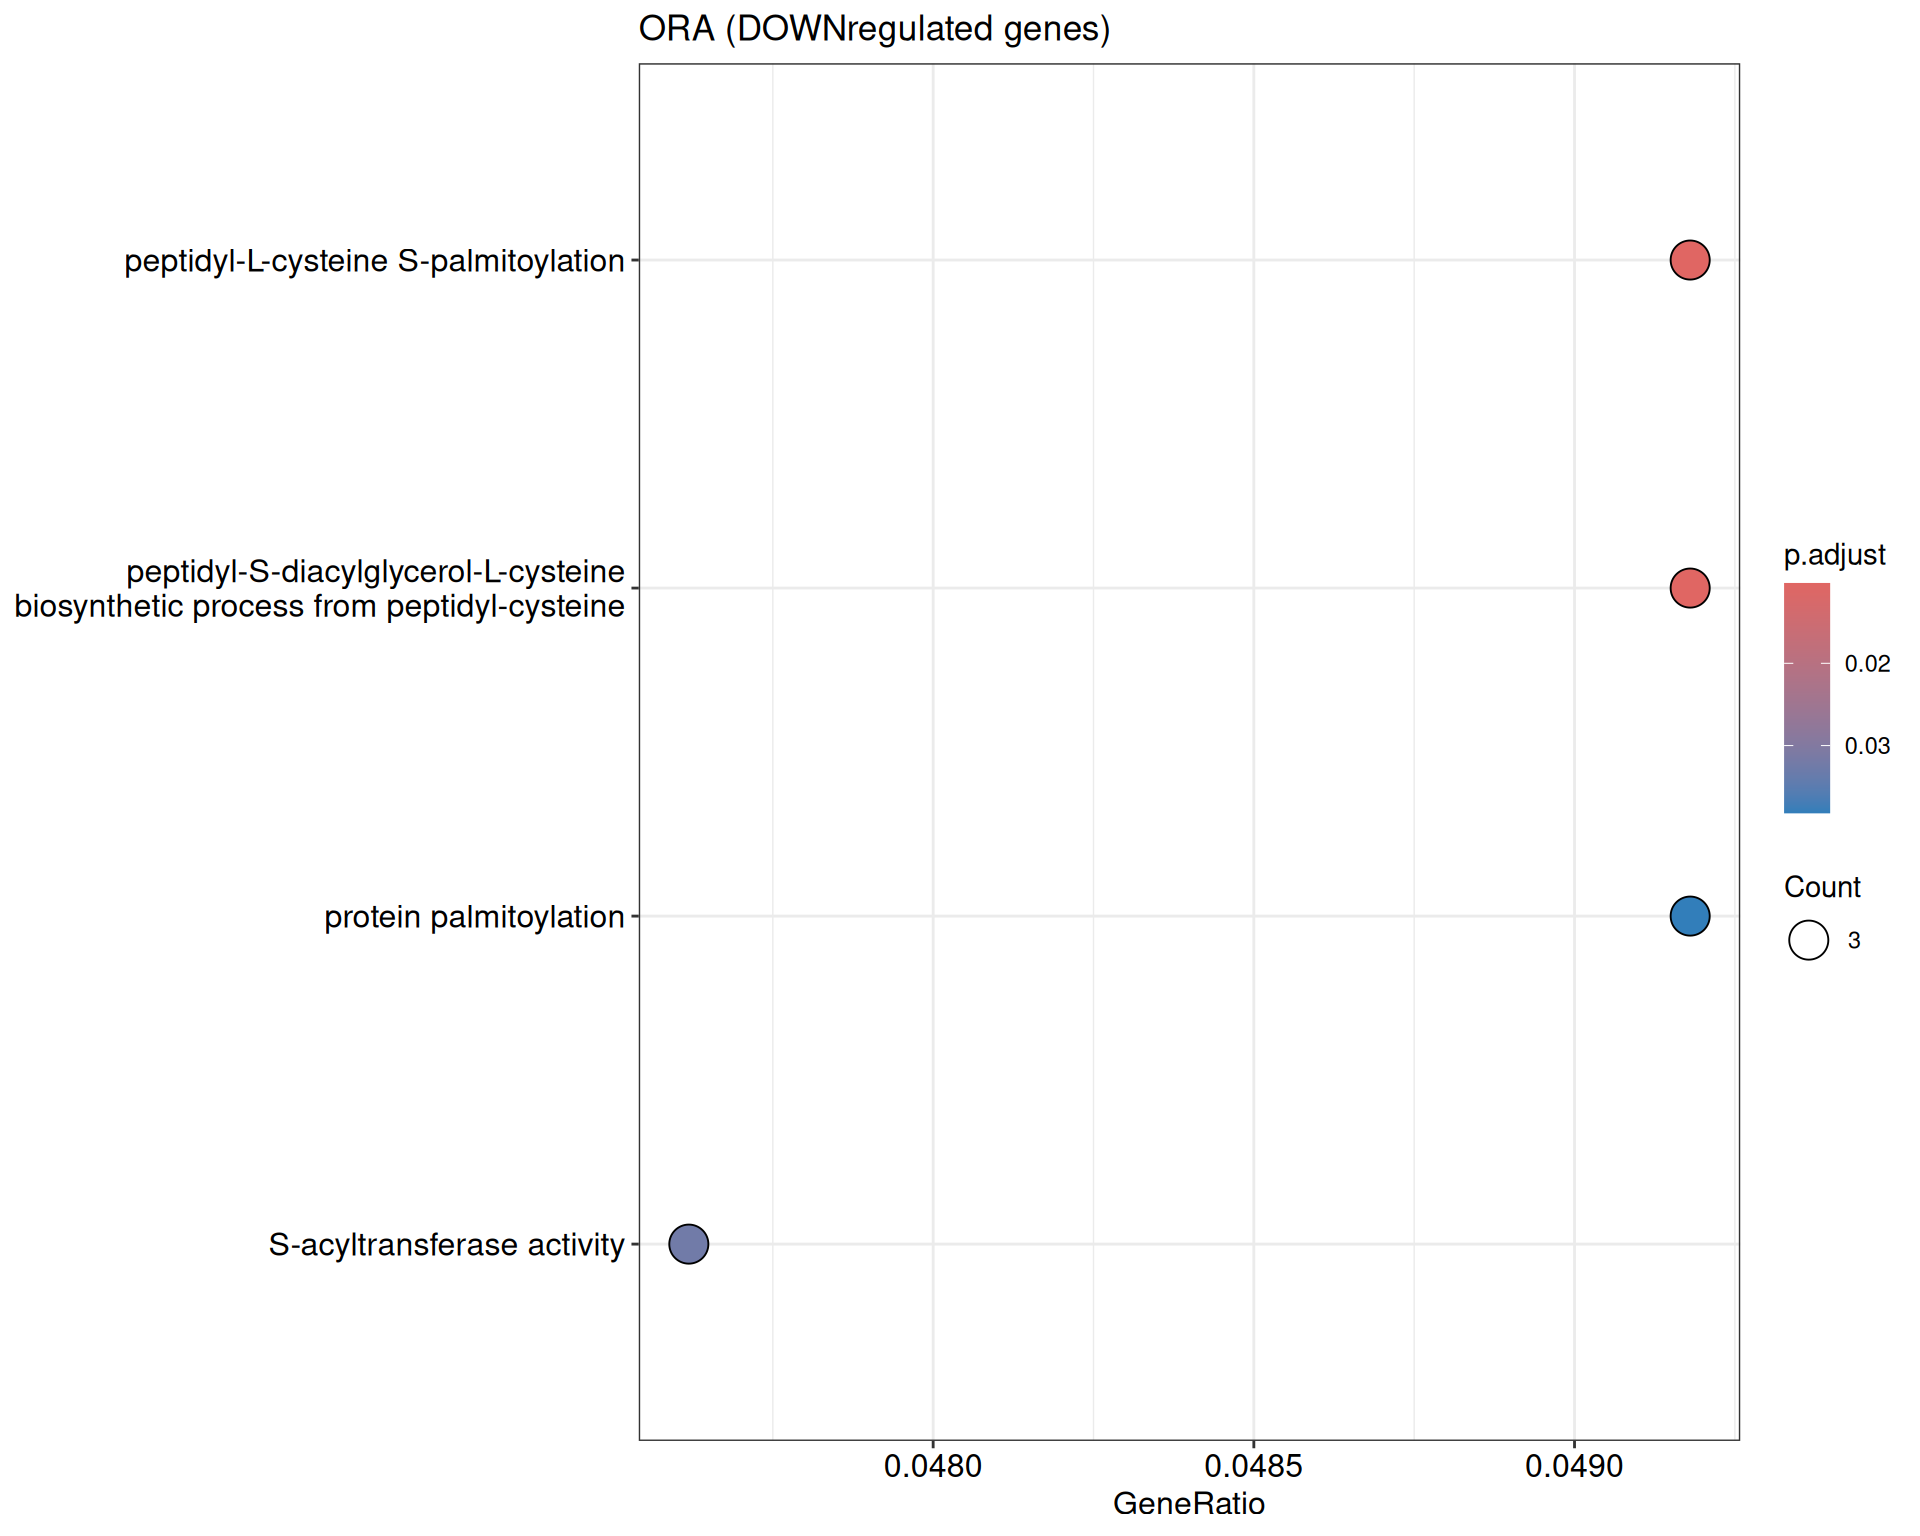 ORA (DOWNregulated genes)
peptidyl-L-cysteine S-palmitoylation
peptidyl-S-diacylglycerol-L-cysteine
biosynthetic process from peptidyl-cysteine
protein palmitoylation
S-acyltransferase activity
0.0480
0.0485
0.0490
GeneRatio
p.adjust
0.02
0.03
Count
3